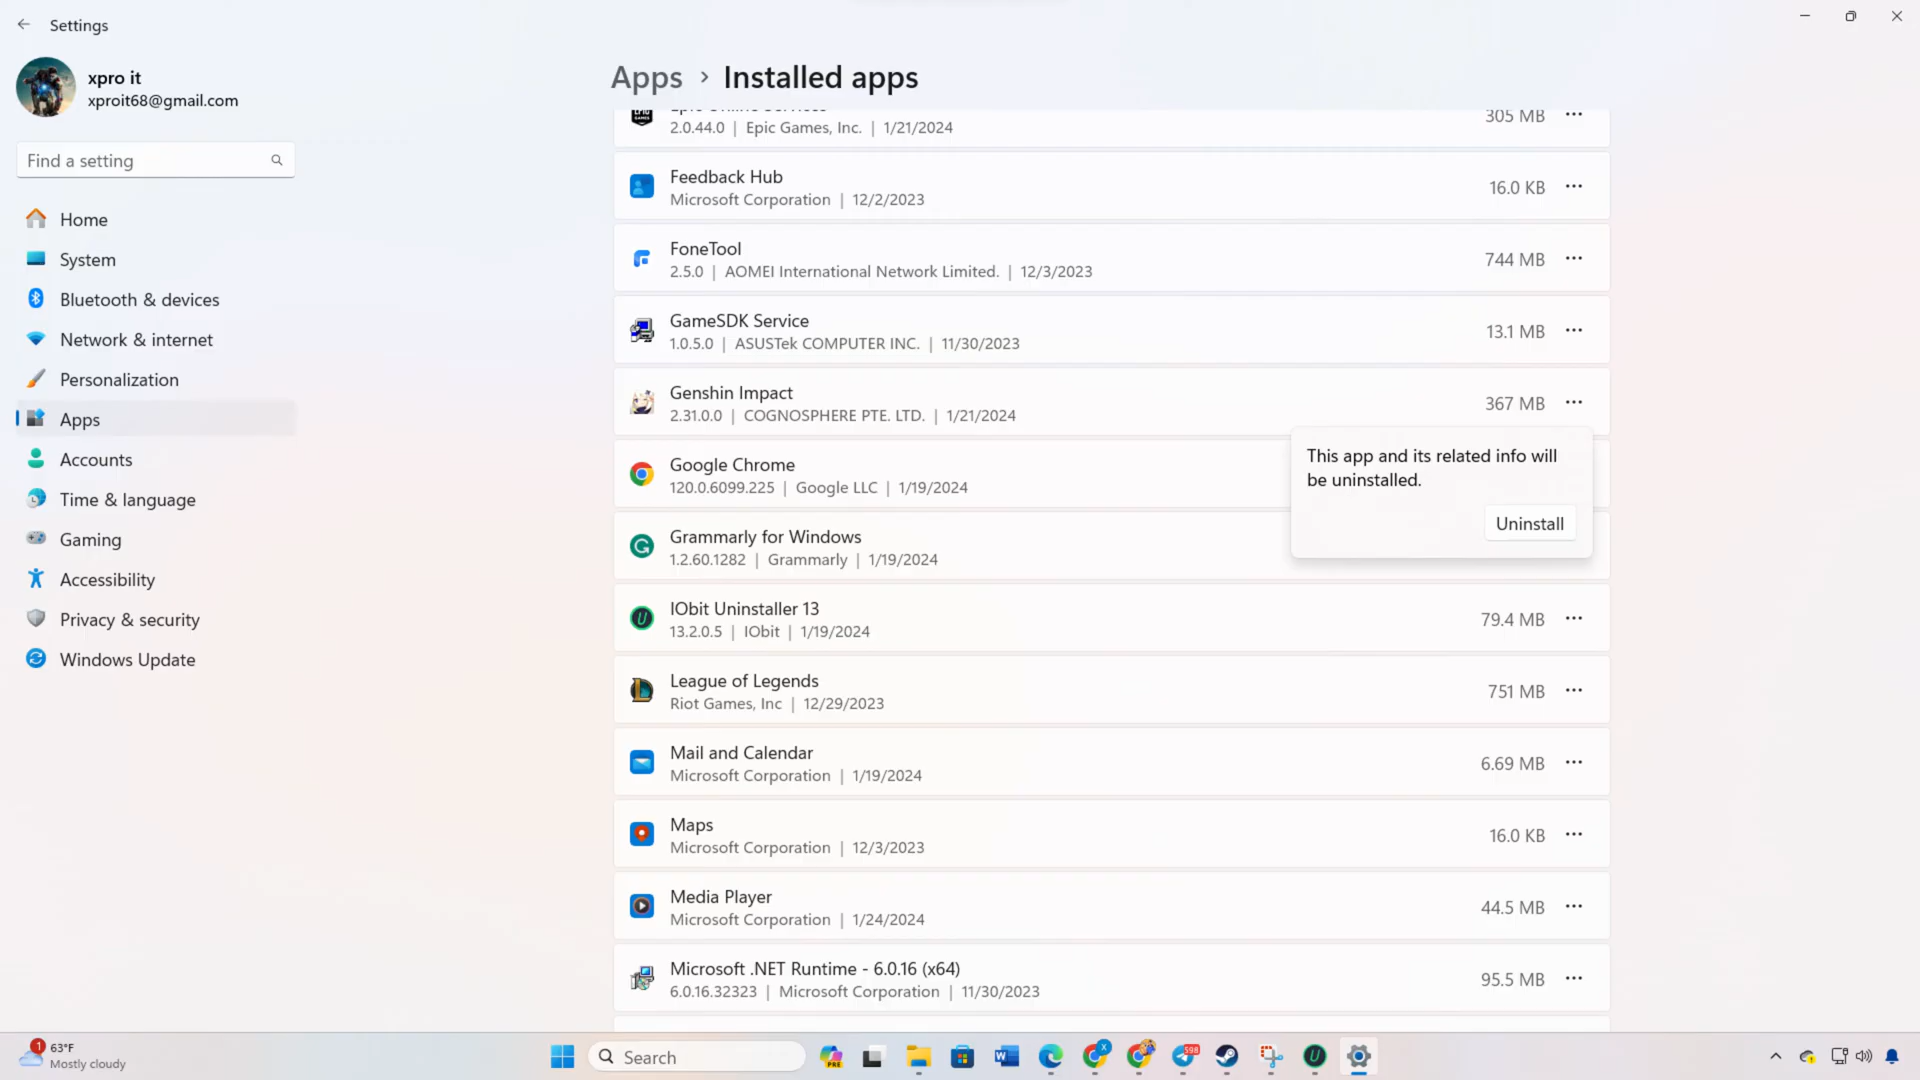 Settings
xpro it
xproit68@gmail.com
Find a setting
Home
System
Bluetooth & devices
Network & internet
Personalization
Apps
Accounts
Time & language
Gaming
Accessibility
Privacy & security
Windows Update
Apps › Installed apps
Epic Online Services
2.0.44.0 | Epic Games, Inc. | 1/21/2024
305 MB
Feedback Hub
Microsoft Corporation | 12/2/2023
16.0 KB
FoneTool
2.5.0 | AOMEI International Network Limited. | 12/3/2023
744 MB
GameSDK Service
1.0.5.0 | ASUSTek COMPUTER INC. | 11/30/2023
13.1 MB
Genshin Impact
2.31.0.0 | COGNOSPHERE PTE. LTD. | 1/21/2024
367 MB
This app and its related info will
be uninstalled.
Uninstall
Google Chrome
120.0.6099.225 | Google LLC | 1/19/2024
Grammarly for Windows
1.2.60.1282 | Grammarly | 1/19/2024
IObit Uninstaller 13
13.2.0.5 | IObit | 1/19/2024
79.4 MB
League of Legends
Riot Games, Inc | 12/29/2023
751 MB
Mail and Calendar
Microsoft Corporation | 1/19/2024
6.69 MB
Maps
Microsoft Corporation | 12/3/2023
16.0 KB
Media Player
Microsoft Corporation | 1/24/2024
44.5 MB
Microsoft .NET Runtime - 6.0.16 (x64)
6.0.16.32323 | Microsoft Corporation | 11/30/2023
95.5 MB
1
63°F
Mostly cloudy
Search
PRE
598